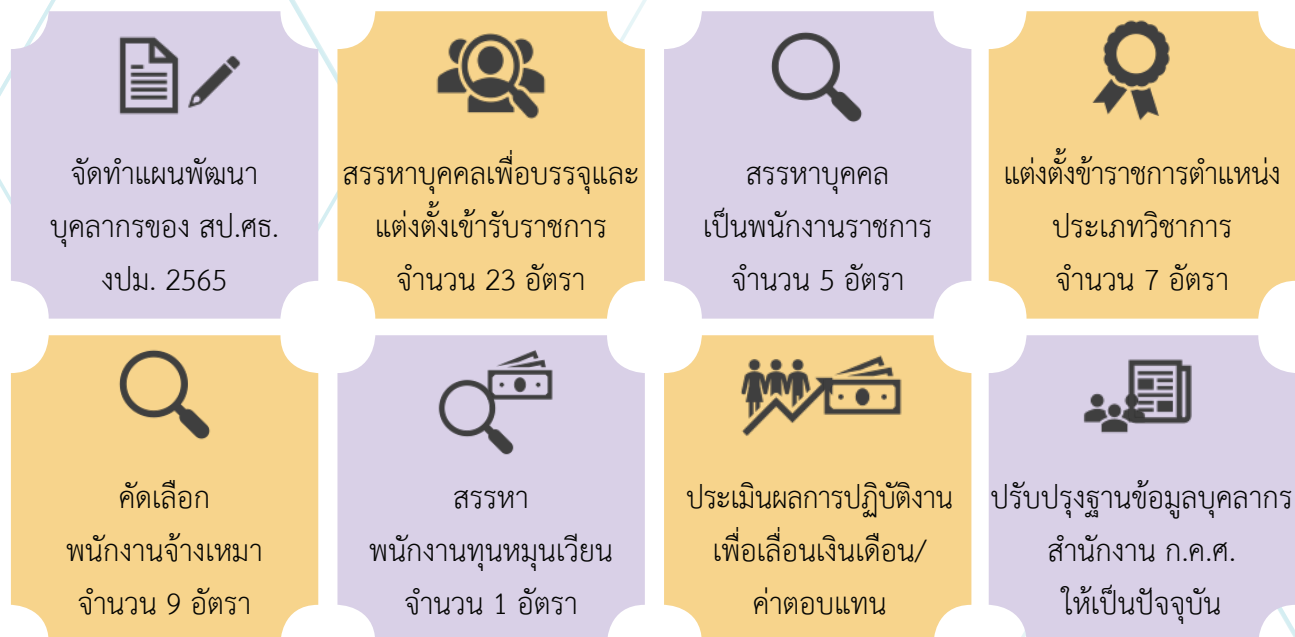 จัดทำแผนพัฒนา
บุคลากรของ สป.ศธ.
งปม. 2565
สรรหาบุคคลเพื่อบรรจุและ
แต่งตั้งเข้ารับราชการ
จำนวน 23 อัตรา
สรรหาบุคคล
เป็นพนักงานราชการ
จำนวน 5 อัตรา
แต่งตั้งข้าราชการตำแหน่ง
ประเภทวิชาการ
จำนวน 7 อัตรา
คัดเลือก
พนักงานจ้างเหมา
จำนวน 9 อัตรา
สรรหา
พนักงานทุนหมุนเวียน
จำนวน 1 อัตรา
ประเมินผลการปฏิบัติงาน
เพื่อเลื่อนเงินเดือน/
ค่าตอบแทน
ปรับปรุงฐานข้อมูลบุคลากร
สำนักงาน ก.ค.ศ.
ให้เป็นปัจจุบัน